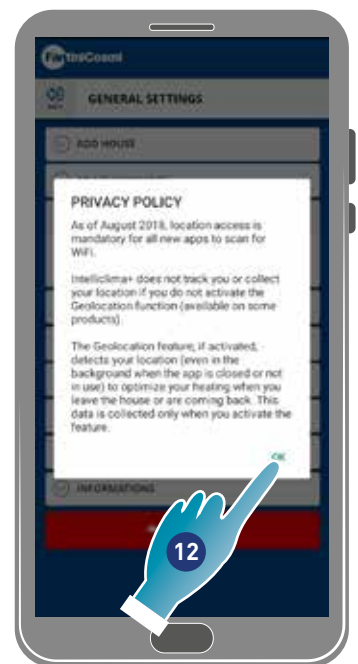 FantiniCosmi
GENERAL SETTINGS
ADD HOUSE
PRIVACY POLICY
As of August 2018, location access is
mandatory for all new apps to scan for
WiFi.
Intelliclima+ does not track you or collect
your location if you do not activate the
Geolocation function (available on some
products).
The Geolocation feature, if activated,
detects your location (even in the
background when the app is closed or not
in use) to optimize your heating when you
leave the house or are coming back. This
data is collected only when you activate the
feature.
OK
INFORMATIONS
12